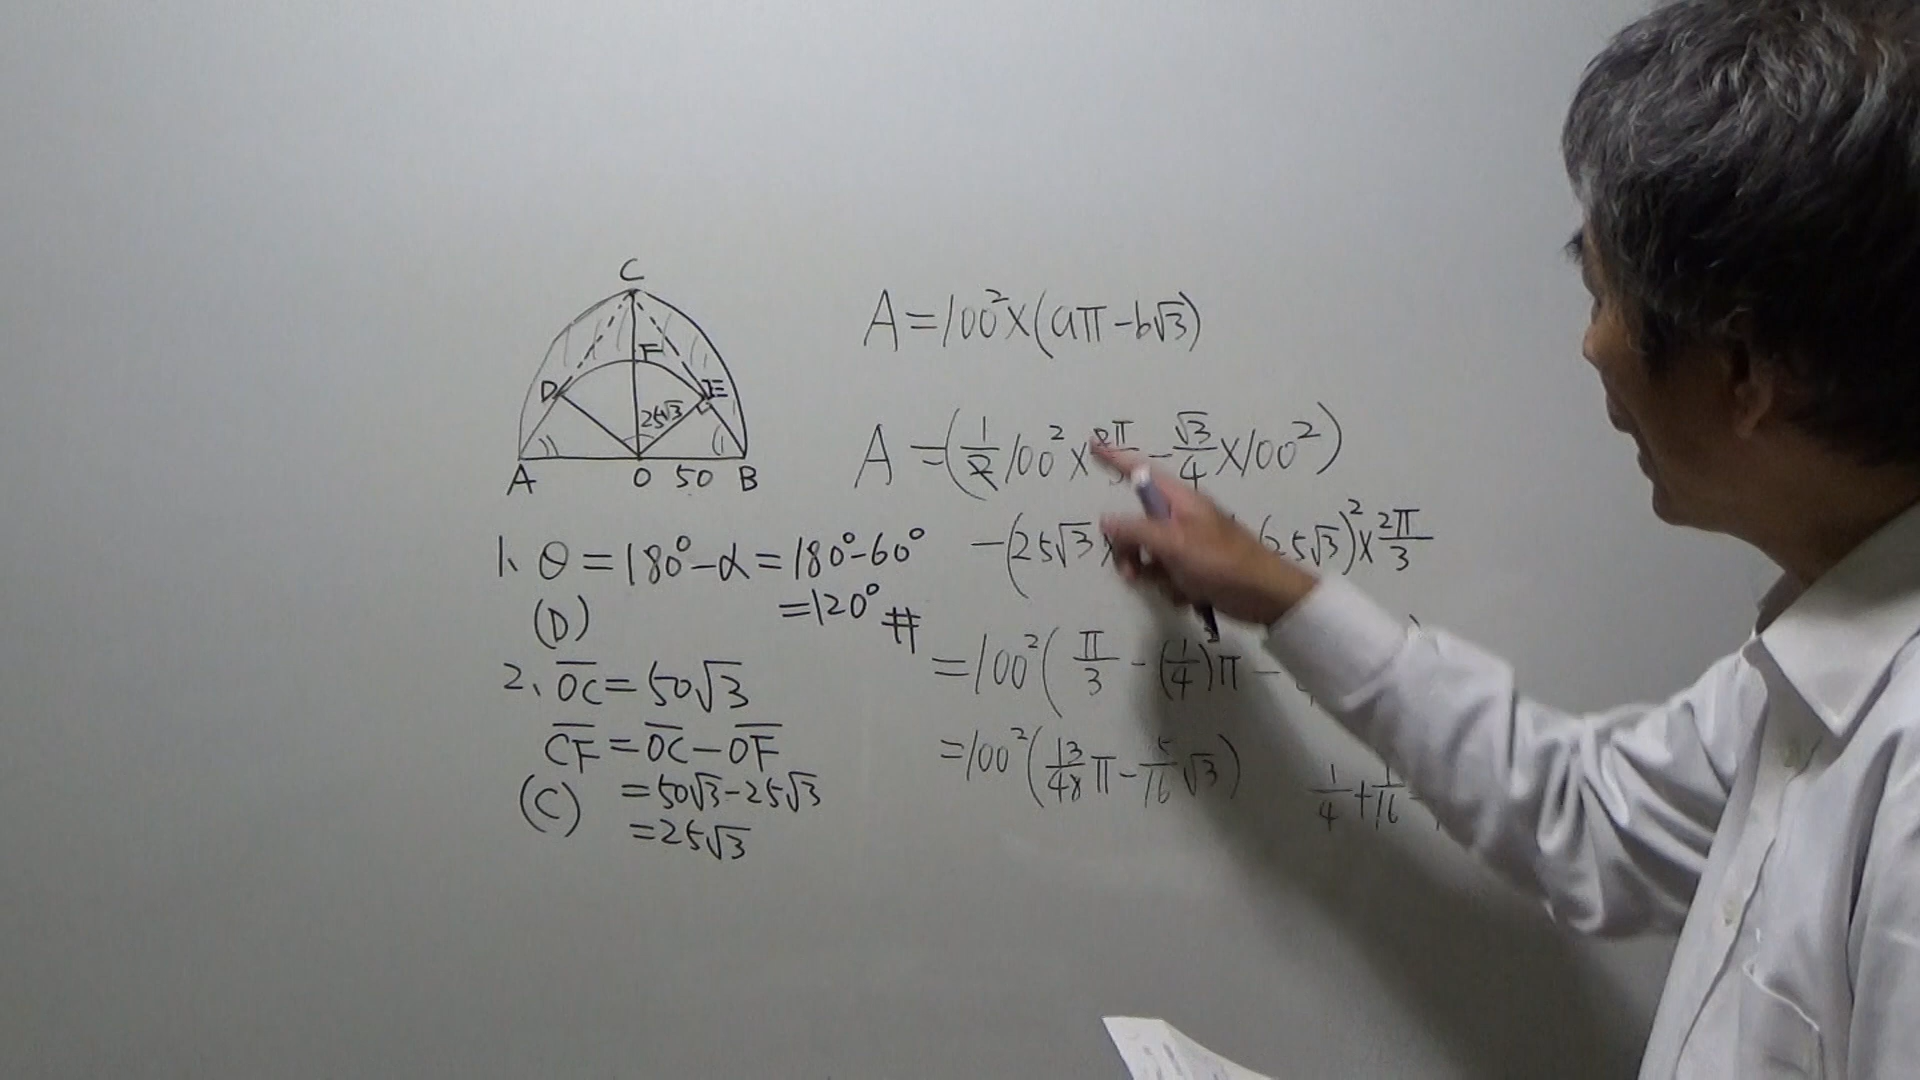 C
F
D
E
25√3
A
O
50
B
1、θ=180°-α=180°-60°
(D)
=120° #
2、OC=50√3
CF=OC-OF
(C)
=50√3-25√3
=25√3
A=100²×(aπ-b√3)
A=(1/2 100²×2π/ -√3/4×100²)
-(25√3× 25√3)²×2π/3
=100²(π/3-(1/4)²π-
=100²(13/48π-5/16√3)
1/4+1/16